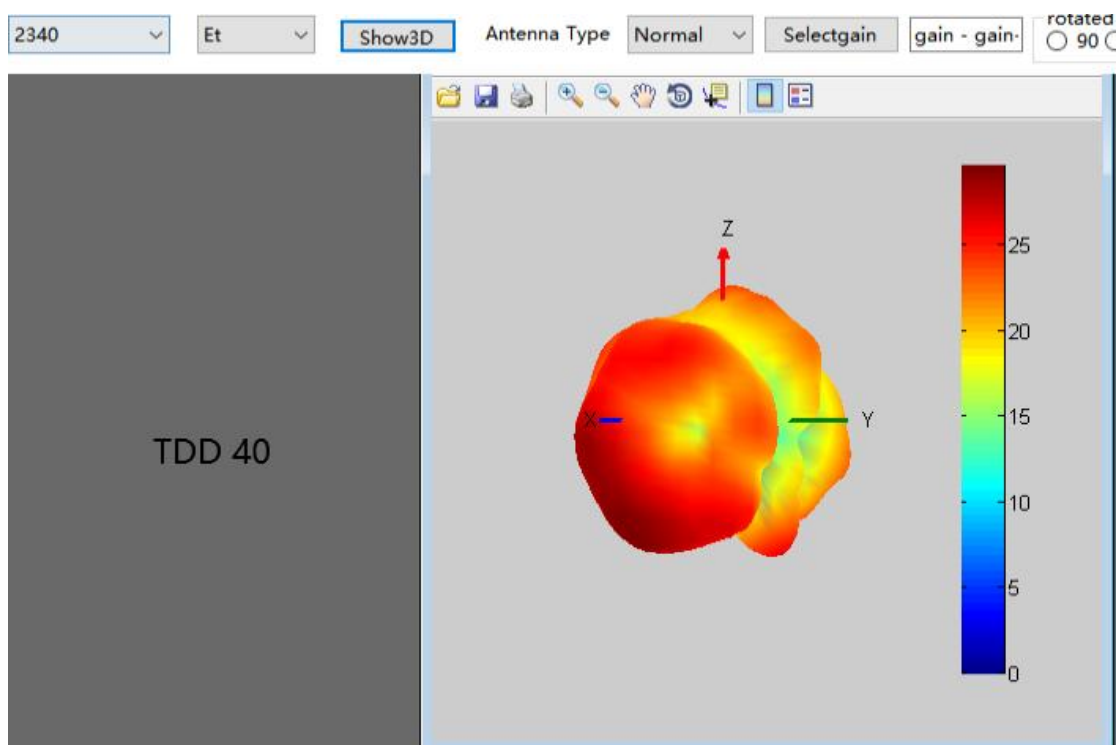 2340 Et Show3D Antenna Type Normal Selectgain gain - gain- rotated
90
Z
25
20
X Y
15
TDD 40
10
5
0